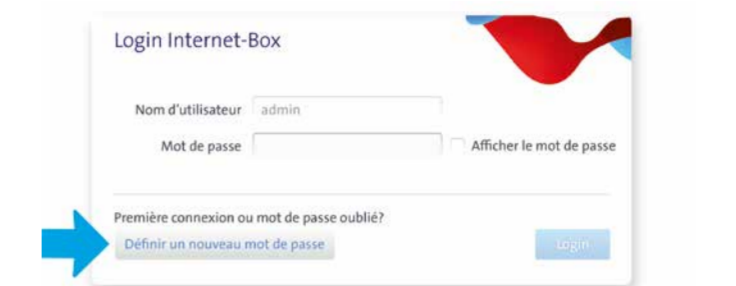 Login Internet-Box
Nom d'utilisateur admin
Mot de passe Afficher le mot de passe
Première connexion ou mot de passe oublié?
Définir un nouveau mot de passe Login